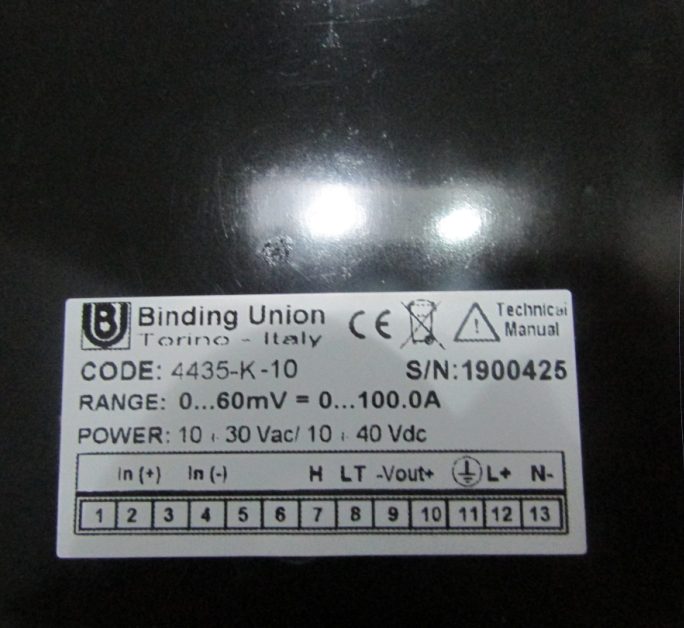 Binding Union
Torino - Italy
CE
Technical
Manual
CODE: 4435-K-10 S/N:1900425
RANGE: 0...60mV = 0...100.0A
POWER: 10 ÷ 30 Vac/ 10 ÷ 40 Vdc
In (+) In (-) H LT -Vout+ L+ N-
1 2 3 4 5 6 7 8 9 10 11 12 13